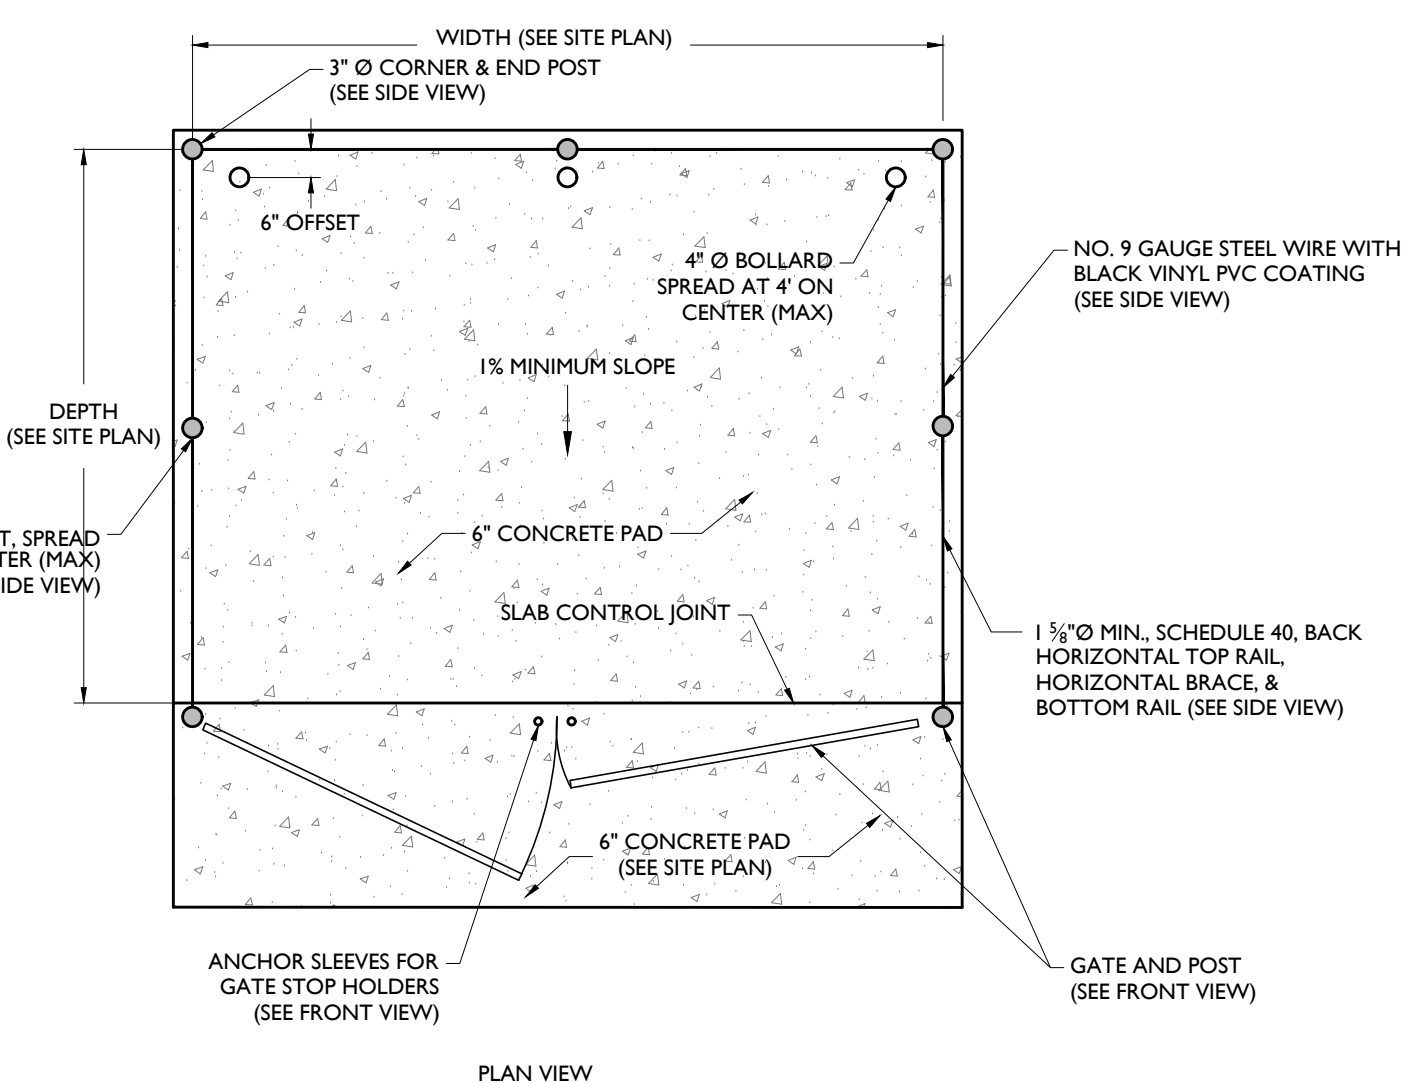 WIDTH (SEE SITE PLAN)
3" Ø CORNER & END POST
(SEE SIDE VIEW)
6" OFFSET
4" Ø BOLLARD
SPREAD AT 4' ON
CENTER (MAX)
NO. 9 GAUGE STEEL WIRE WITH
BLACK VINYL PVC COATING
(SEE SIDE VIEW)
1% MINIMUM SLOPE
DEPTH
(SEE SITE PLAN)
T, SPREAD
TER (MAX)
IDE VIEW)
6" CONCRETE PAD
SLAB CONTROL JOINT
1 ⅝"Ø MIN., SCHEDULE 40, BACK
HORIZONTAL TOP RAIL,
HORIZONTAL BRACE, &
BOTTOM RAIL (SEE SIDE VIEW)
6" CONCRETE PAD
(SEE SITE PLAN)
ANCHOR SLEEVES FOR
GATE STOP HOLDERS
(SEE FRONT VIEW)
GATE AND POST
(SEE FRONT VIEW)
PLAN VIEW